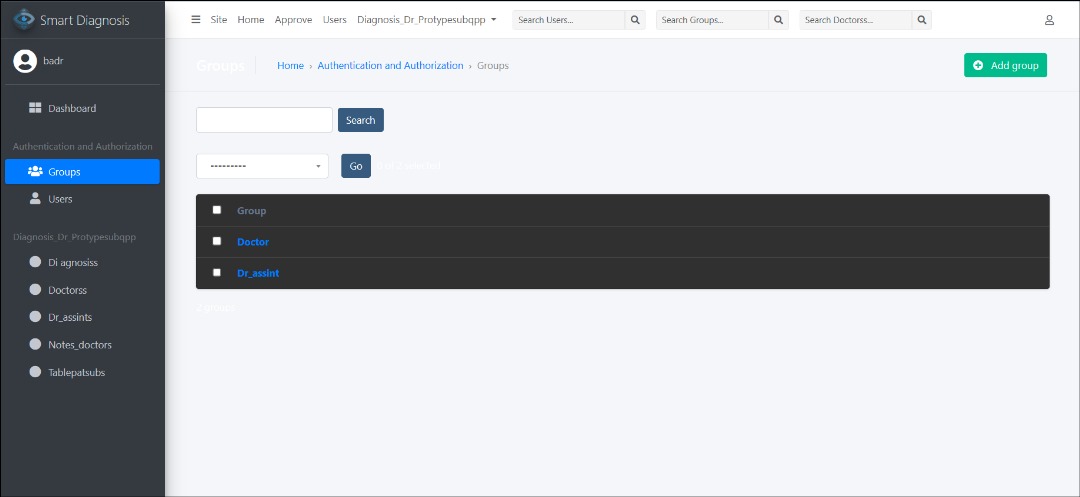 Smart Diagnosis
Site Home Approve Users Diagnosis_Dr_Protypesubqpp Search Users... Search Groups... Search Doctorss...
badr
Groups Home › Authentication and Authorization › Groups Add group
Dashboard
Search
Authentication and Authorization
--------- Go 0 of 2 selected
Groups
Users
Group
Doctor
Dr_assint
2 groups
Diagnosis_Dr_Protypesubqpp
Di agnosiss
Doctorss
Dr_assints
Notes_doctors
Tablepatsubs